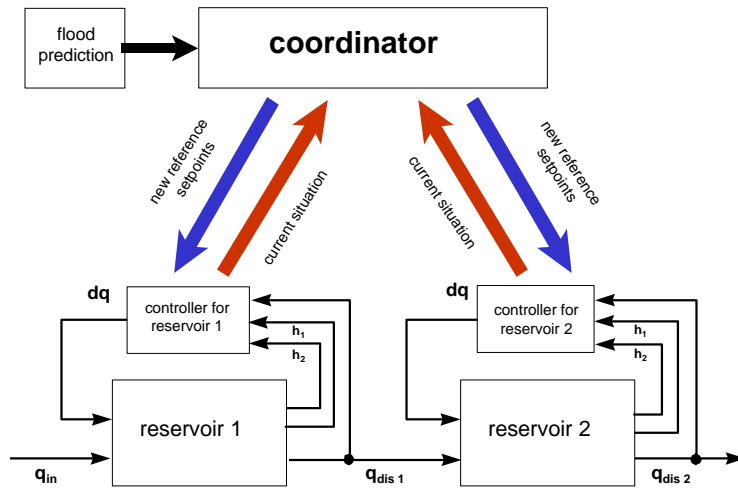 flood
prediction
coordinator
new reference
setpoints
current situation
current situation
new reference
setpoints
dq
controller for
reservoir 1
h1
h2
dq
controller for
reservoir 2
h1
h2
reservoir 1
reservoir 2
qin
qdis 1
qdis 2